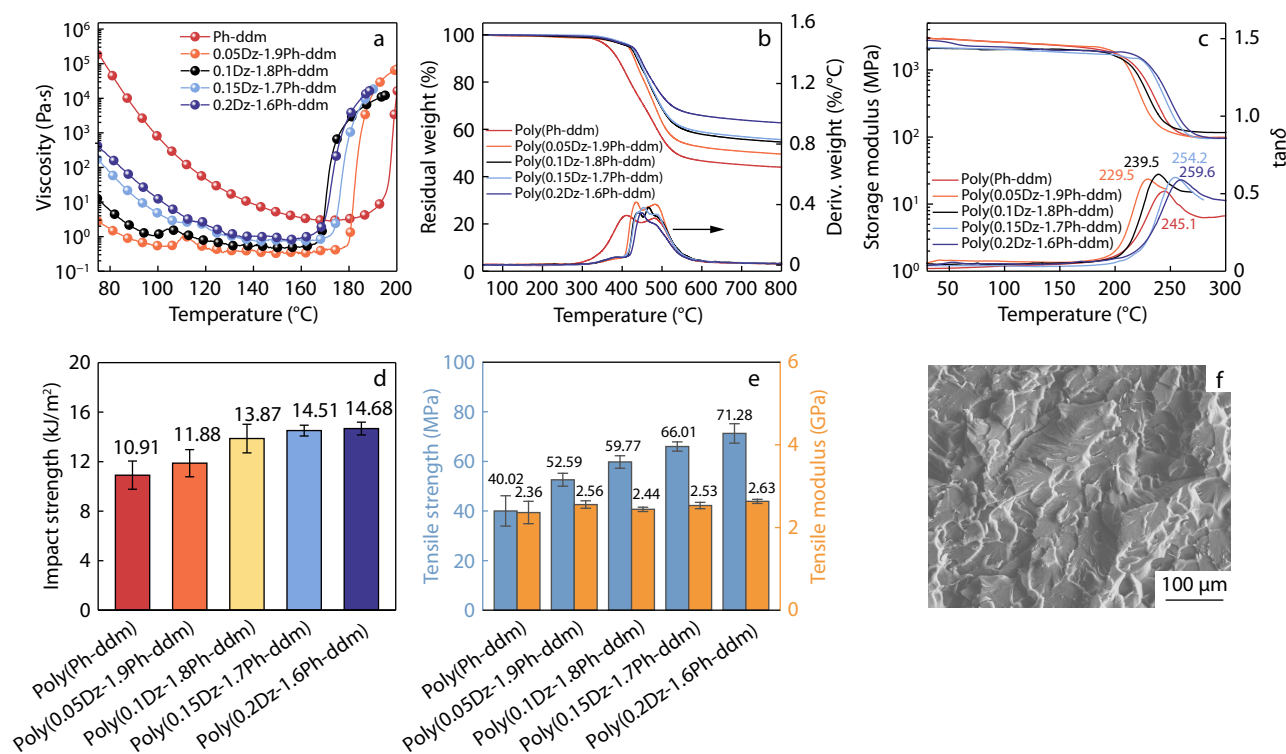 a
Viscosity (Pa·s)
10⁶
10⁵
10⁴
10³
10²
10¹
10⁰
10⁻¹
Ph-ddm
0.05Dz-1.9Ph-ddm
0.1Dz-1.8Ph-ddm
0.15Dz-1.7Ph-ddm
0.2Dz-1.6Ph-ddm
80 100 120 140 160 180 200
Temperature (°C)
b
Residual weight (%)
100
80
60
40
20
0
Poly(Ph-ddm)
Poly(0.05Dz-1.9Ph-ddm)
Poly(0.1Dz-1.8Ph-ddm)
Poly(0.15Dz-1.7Ph-ddm)
Poly(0.2Dz-1.6Ph-ddm)
1.6
1.2
0.8
0.4
0
Deriv. weight (%/°C)
100 200 300 400 500 600 700 800
Temperature (°C)
c
Storage modulus (MPa)
10³
10²
10¹
10⁰
Poly(Ph-ddm)
Poly(0.05Dz-1.9Ph-ddm)
Poly(0.1Dz-1.8Ph-ddm)
Poly(0.15Dz-1.7Ph-ddm)
Poly(0.2Dz-1.6Ph-ddm)
229.5
239.5
254.2
259.6
245.1
1.5
1.0
0.5
0
tanδ
50 100 150 200 250 300
Temperature (°C)
d
Impact strength (kJ/m²)
20
16
12
8
4
0
10.91
11.88
13.87
14.51
14.68
Poly(Ph-ddm)
Poly(0.05Dz-1.9Ph-ddm)
Poly(0.1Dz-1.8Ph-ddm)
Poly(0.15Dz-1.7Ph-ddm)
Poly(0.2Dz-1.6Ph-ddm)
e
Tensile strength (MPa)
100
80
60
40
20
0
40.02
2.36
52.59
2.56
59.77
2.44
66.01
2.53
71.28
2.63
6
4
2
0
Tensile modulus (GPa)
Poly(Ph-ddm)
Poly(0.05Dz-1.9Ph-ddm)
Poly(0.1Dz-1.8Ph-ddm)
Poly(0.15Dz-1.7Ph-ddm)
Poly(0.2Dz-1.6Ph-ddm)
f
100 μm